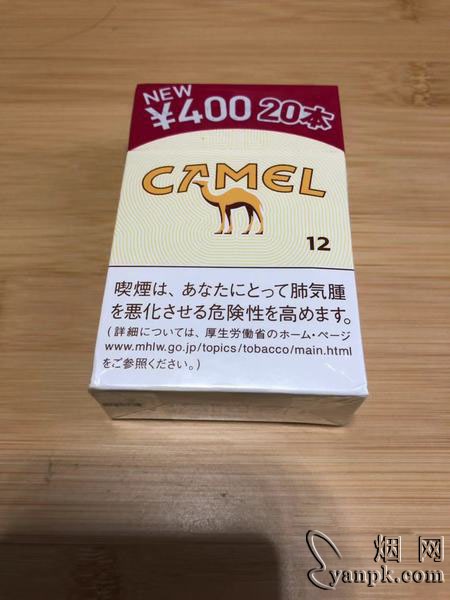 NEW
¥400 20本
CAMEL
12
喫煙は、あなたにとって肺気腫
を悪化させる危険性を高めます。
(詳細については、厚生労働省のホーム・ページ
www.mhlw.go.jp/topics/tobacco/main.html
をご参照ください。)
烟网
yanpk.com